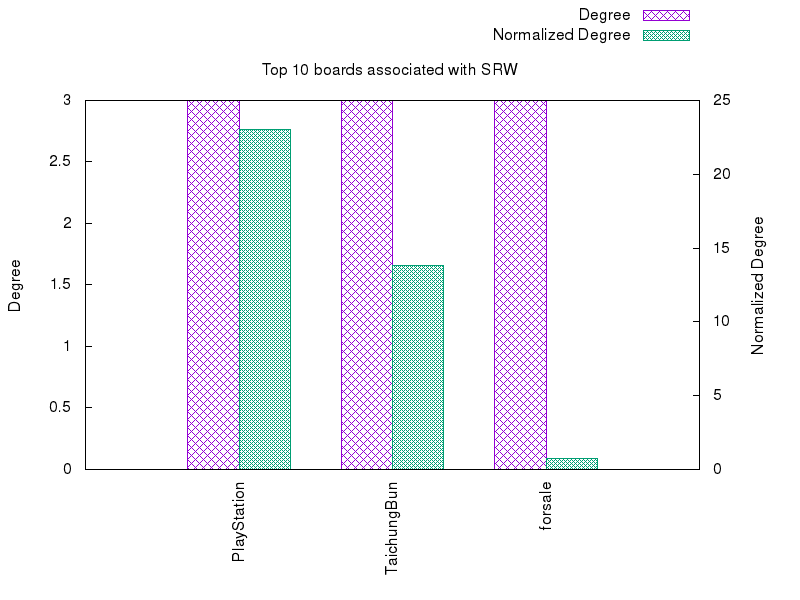 Degree
Normalized Degree
Top 10 boards associated with SRW
3
2.5
2
1.5
1
0.5
0
25
20
15
10
5
0
Degree
Normalized Degree
PlayStation
TaichungBun
forsale